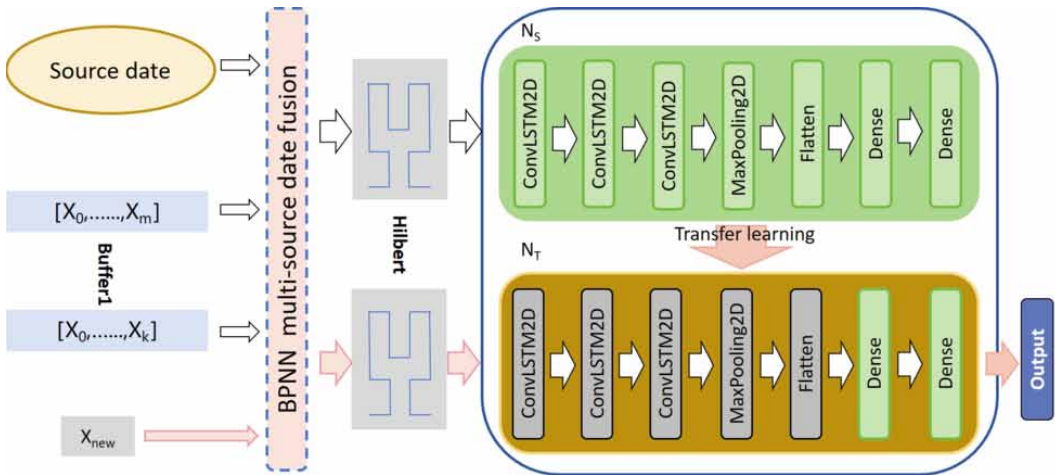 Source date
[X₀,......,Xₘ]
Buffer1
[X₀,......,Xₖ]
Xnew
BPNN multi-source date fusion
Hilbert
Nₛ
ConvLSTM2D
ConvLSTM2D
ConvLSTM2D
MaxPooling2D
Flatten
Dense
Dense
Transfer learning
N_T
ConvLSTM2D
ConvLSTM2D
ConvLSTM2D
MaxPooling2D
Flatten
Dense
Dense
Output